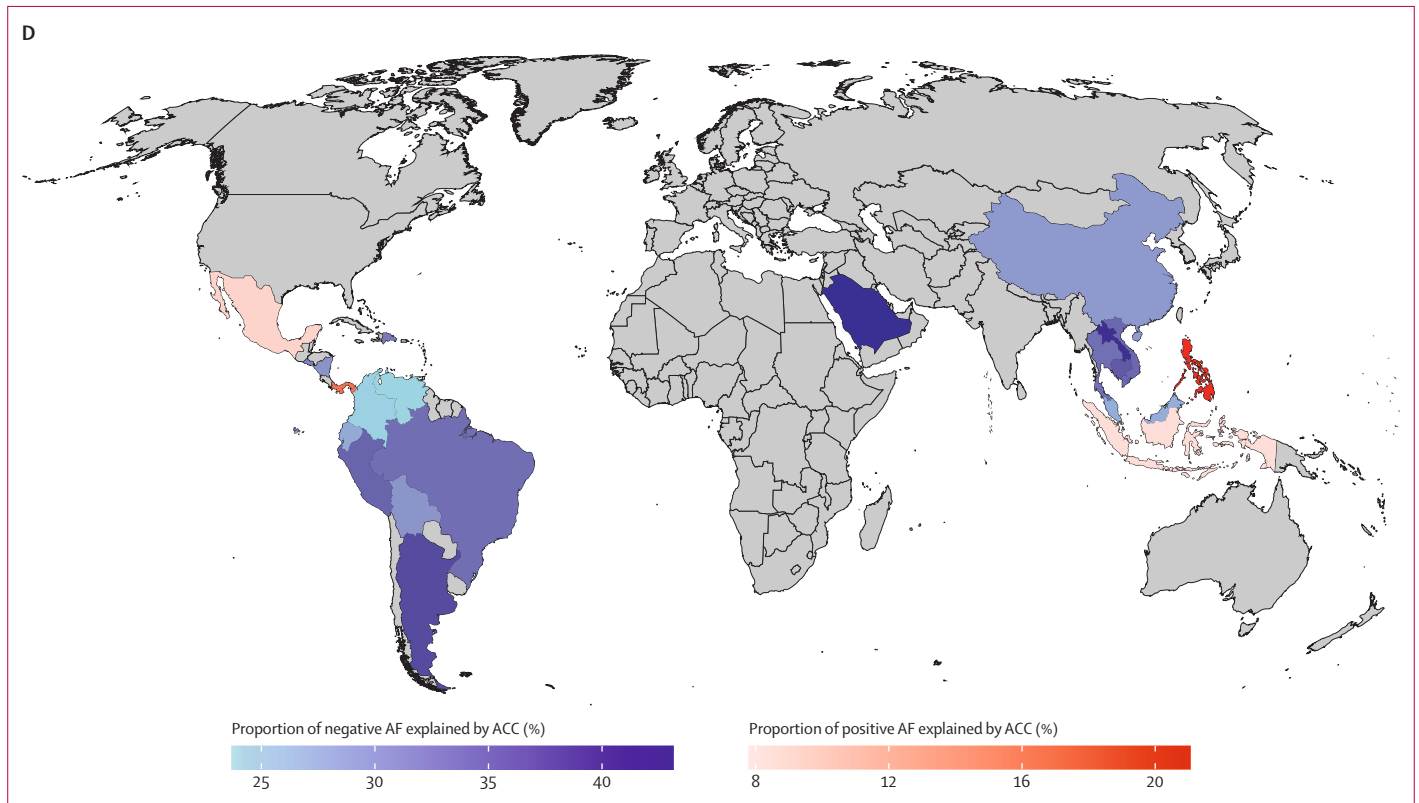 D
Proportion of negative AF explained by ACC (%)
25 30 35 40
Proportion of positive AF explained by ACC (%)
8 12 16 20